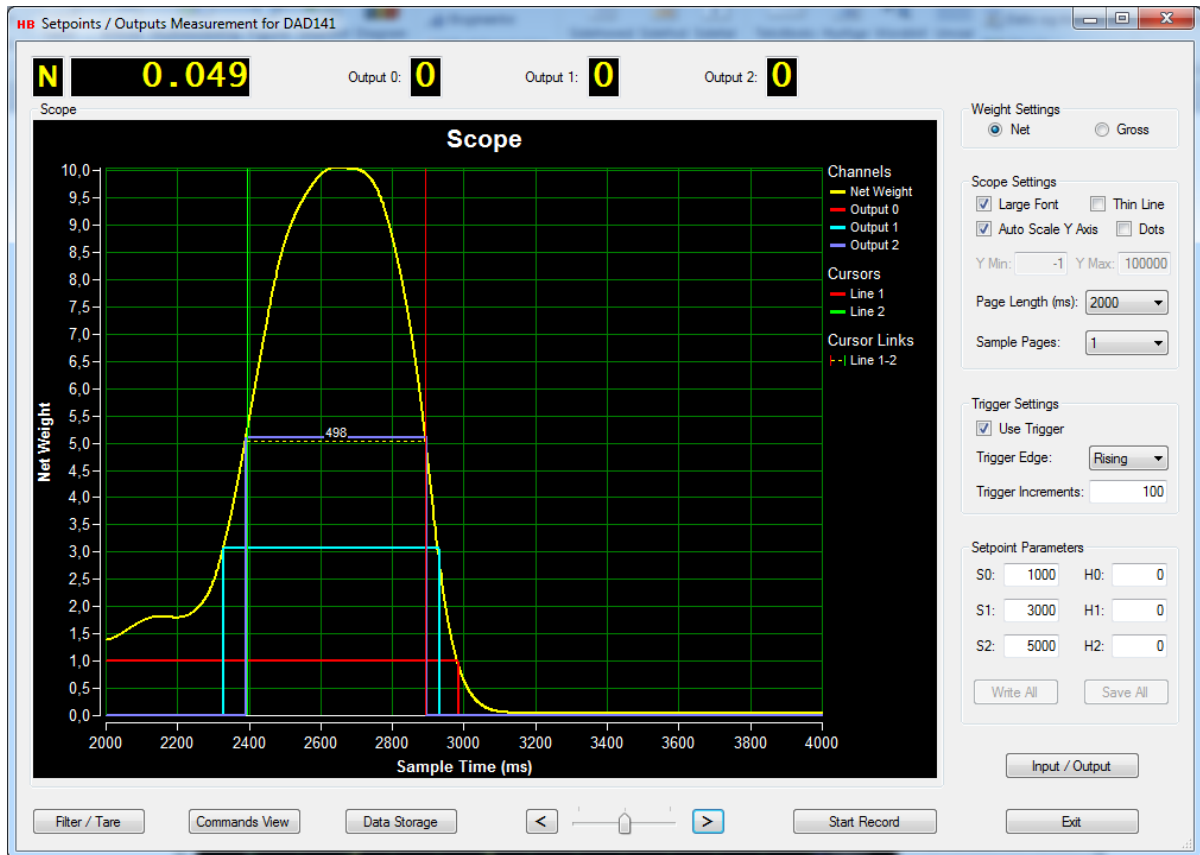 HB Setpoints / Outputs Measurement for DAD141
N 0.049 Output 0: 0 Output 1: 0 Output 2: 0
Scope
Scope
Net Weight
10,0
9,5
9,0
8,5
8,0
7,5
7,0
6,5
6,0
5,5
5,0
4,5
4,0
3,5
3,0
2,5
2,0
1,5
1,0
0,5
0,0
498
2000 2200 2400 2600 2800 3000 3200 3400 3600 3800 4000
Sample Time (ms)
Channels
Net Weight
Output 0
Output 1
Output 2
Cursors
Line 1
Line 2
Cursor Links
Line 1-2
Weight Settings
Net Gross
Scope Settings
Large Font Thin Line
Auto Scale Y Axis Dots
Y Min: -1 Y Max: 100000
Page Length (ms): 2000
Sample Pages: 1
Trigger Settings
Use Trigger
Trigger Edge: Rising
Trigger Increments: 100
Setpoint Parameters
S0: 1000 H0: 0
S1: 3000 H1: 0
S2: 5000 H2: 0
Write All Save All
Input / Output
Filter / Tare Commands View Data Storage < > Start Record Exit